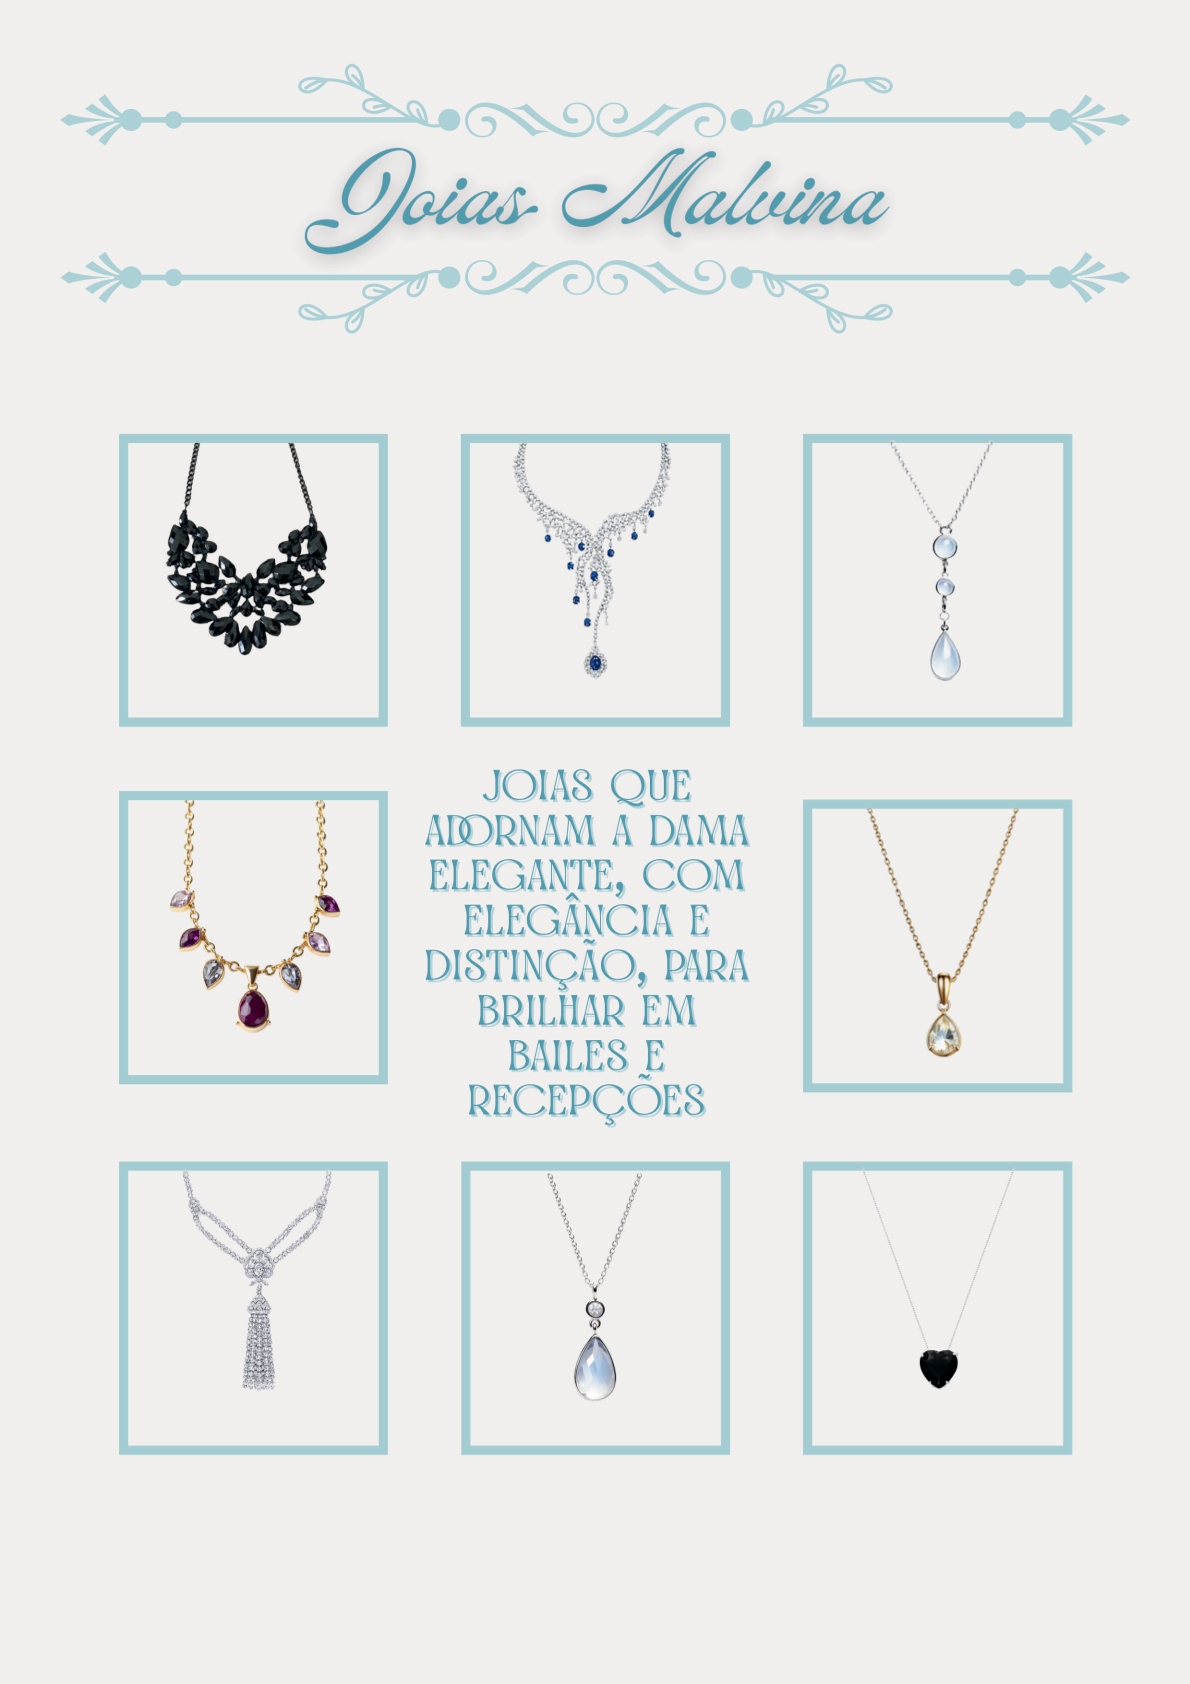 Joias Malvina
JOIAS QUE
ADORNAM A DAMA
ELEGANTE, COM
ELEGÂNCIA E
DISTINÇÃO, PARA
BRILHAR EM
BAILES E
RECEPÇÕES